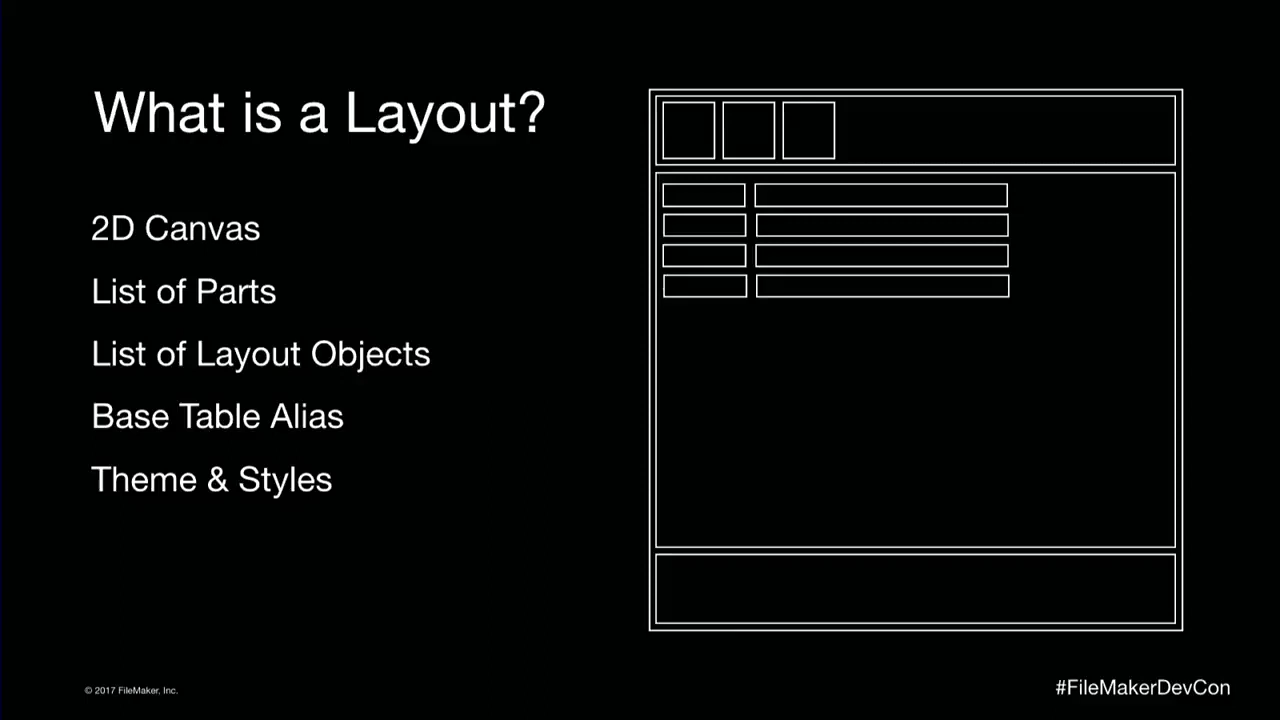 What is a Layout?
2D Canvas
List of Parts
List of Layout Objects
Base Table Alias
Theme & Styles
© 2017 FileMaker, Inc.
#FileMakerDevCon